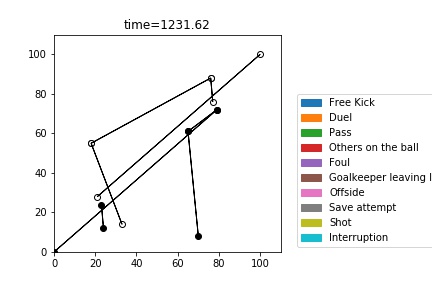 time=1231.62
100
80
60
40
20
0
0 20 40 60 80 100
Free Kick
Duel
Pass
Others on the ball
Foul
Goalkeeper leaving l
Offside
Save attempt
Shot
Interruption